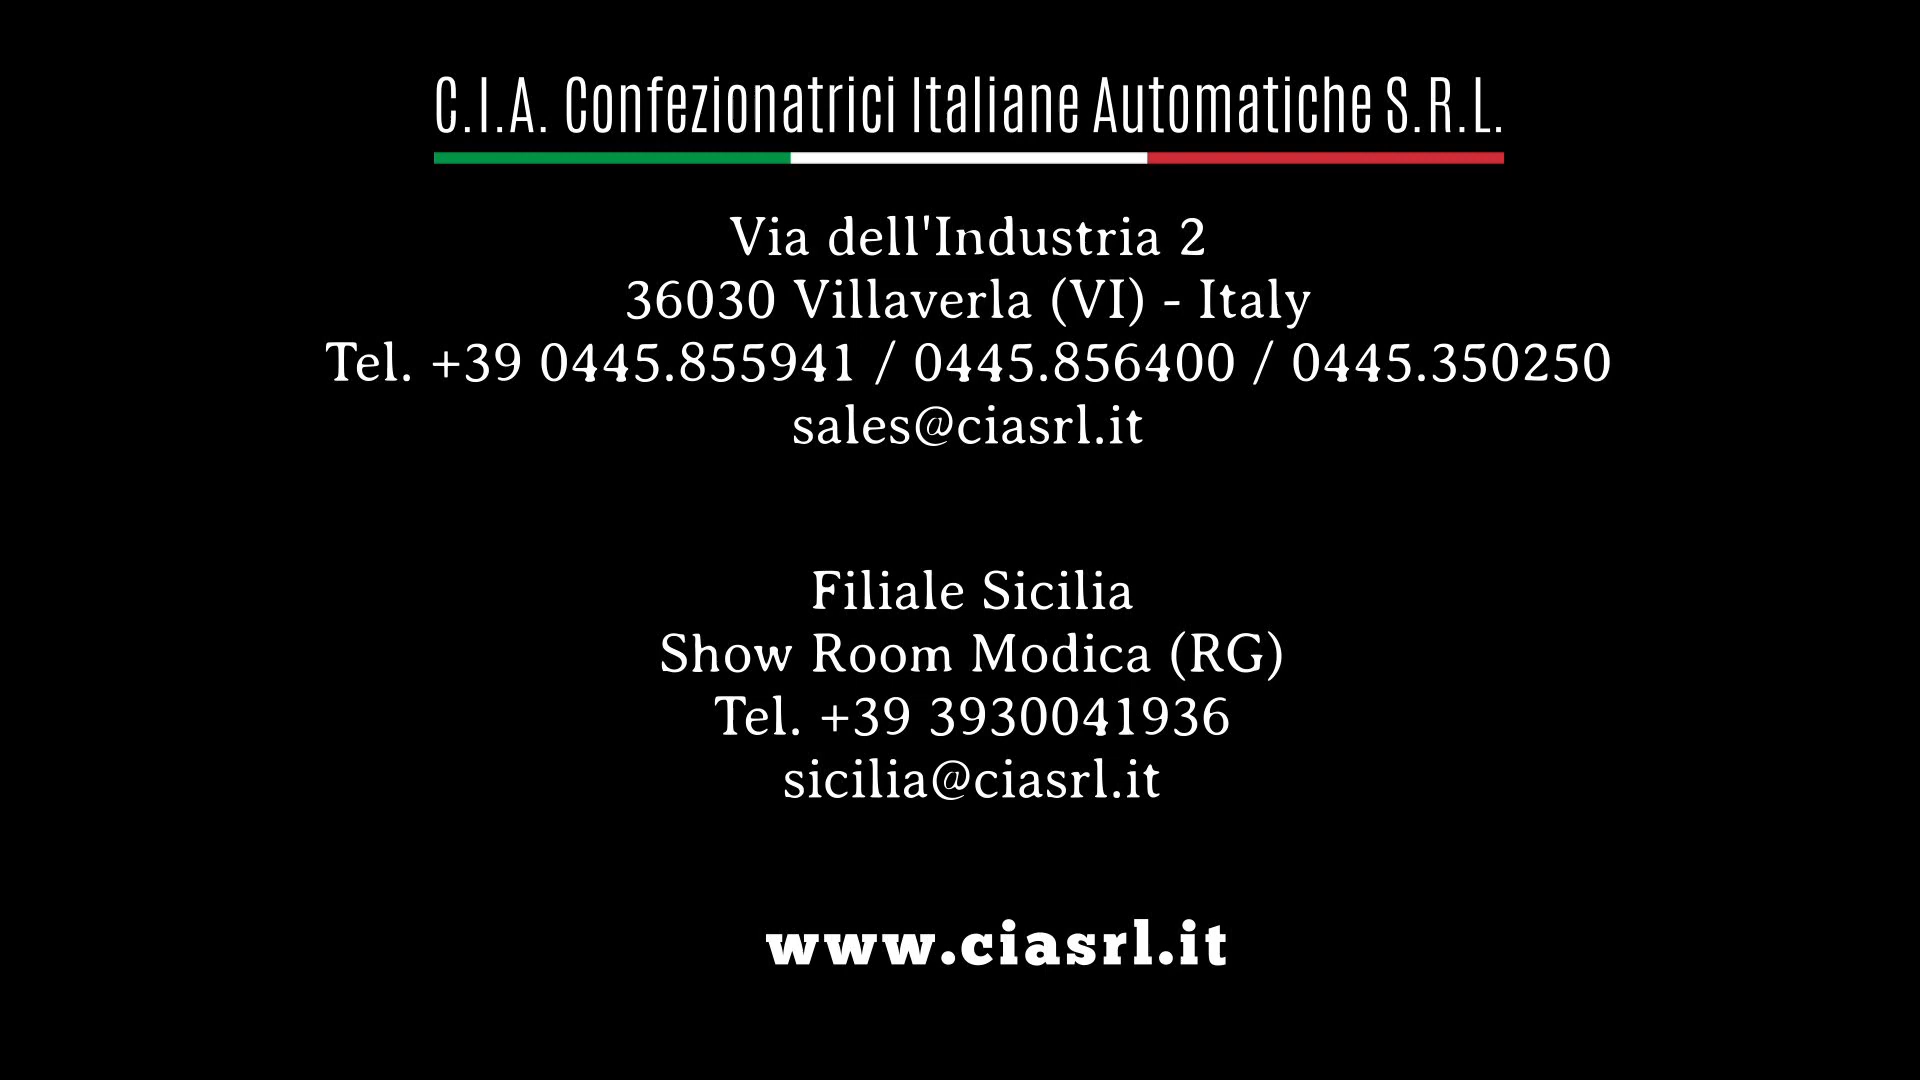 C.I.A. Confezionatrici Italiane Automatiche S.R.L.
Via dell'Industria 2
36030 Villaverla (VI) - Italy
Tel. +39 0445.855941 / 0445.856400 / 0445.350250
sales@ciasrl.it
Filiale Sicilia
Show Room Modica (RG)
Tel. +39 3930041936
sicilia@ciasrl.it
www.ciasrl.it